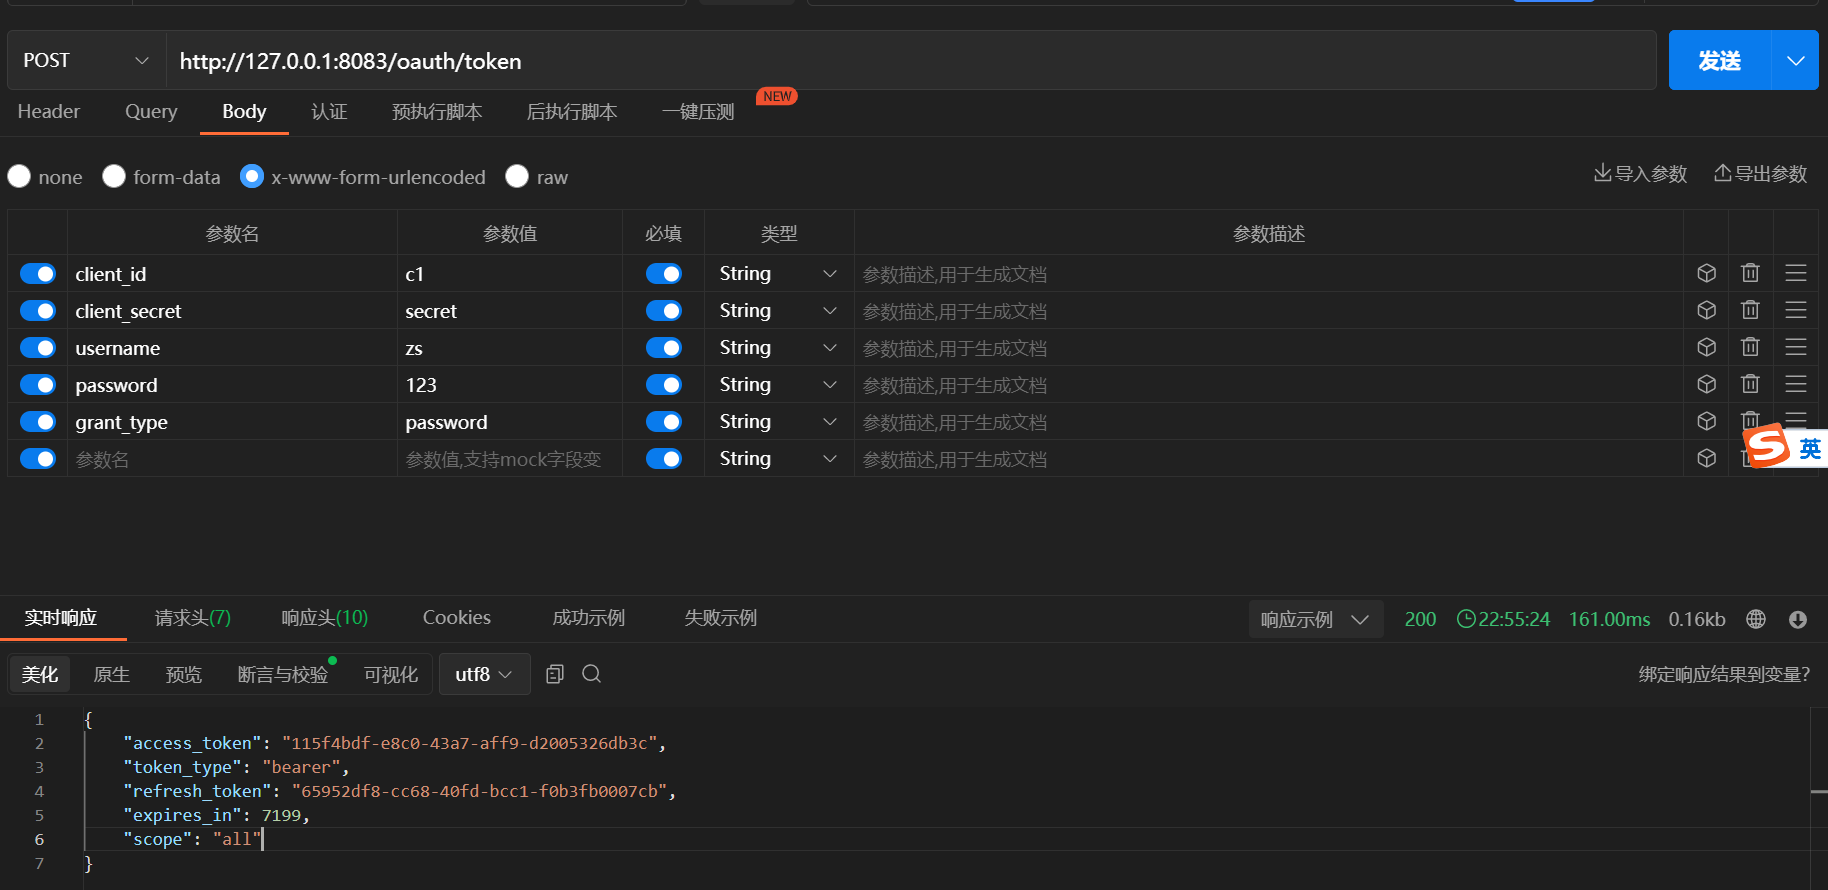 POST http://127.0.0.1:8083/oauth/token 发送
Header Query Body 认证 预执行脚本 后执行脚本 一键压测 NEW
none form-data x-www-form-urlencoded raw 导入参数 导出参数
参数名 参数值 必填 类型 参数描述
client_id c1 String 参数描述,用于生成文档
client_secret secret String 参数描述,用于生成文档
username zs String 参数描述,用于生成文档
password 123 String 参数描述,用于生成文档
grant_type password String 参数描述,用于生成文档
参数名 参数值,支持mock字段变 String 参数描述,用于生成文档
S 英
实时响应 请求头(7) 响应头(10) Cookies 成功示例 失败示例 响应示例 200 22:55:24 161.00ms 0.16kb
美化 原生 预览 断言与校验 可视化 utf8 绑定响应结果到变量?
1 {
2 "access_token": "115f4bdf-e8c0-43a7-aff9-d2005326db3c",
3 "token_type": "bearer",
4 "refresh_token": "65952df8-cc68-40fd-bcc1-f0b3fb0007cb",
5 "expires_in": 7199,
6 "scope": "all"
7 }